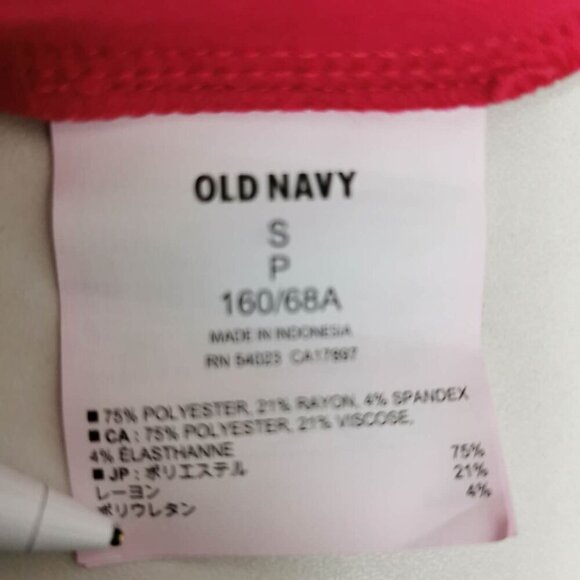 OLD NAVY
S
P
160/68A
MADE IN INDONESIA
RN 54023 CA17897
■ 75% POLYESTER, 21% RAYON, 4% SPANDEX
■ CA : 75% POLYESTER, 21% VISCOSE,
4% ÉLASTHANNE
■ JP : ポリエステル 75%
レーヨン 21%
ポリウレタン 4%